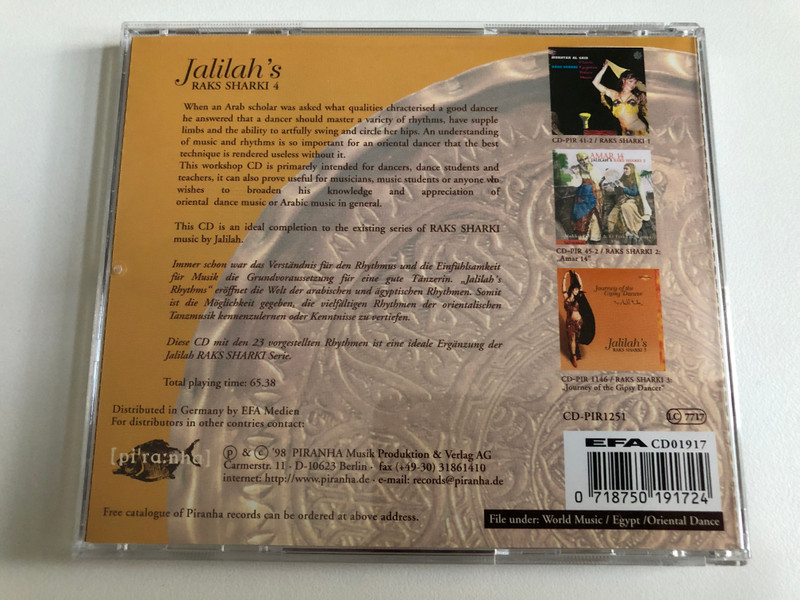 Jalilah's
RAKS SHARKI 4
When an Arab scholar was asked what qualities chracterised a good dancer
he answered that a dancer should master a variety of rhythms, have supple
limbs and the ability to artfully swing and circle her hips. An understanding
of music and rhythms is so important for an oriental dancer that the best
technique is rendered useless without it.
This workshop CD is primarely intended for dancers, dance students and
teachers, it can also prove useful for musicians, music students or anyone who
wishes to broaden his knowledge and appreciation of
oriental dance music or Arabic music in general.
This CD is an ideal completion to the existing series of RAKS SHARKI
music by Jalilah.
Immer schon war das Verständnis für den Rhythmus und die Einfühlsamkeit
für Musik die Grundvoraussetzung für eine gute Tänzerin. „Jalilah's
Rhythms" eröffnet die Welt der arabischen und ägyptischen Rhythmen. Somit
ist die Möglichkeit gegeben, die vielfältigen Rhythmen der orientalischen
Tanzmusik kennenzulernen oder Kenntnisse zu vertiefen.
Diese CD mit den 23 vorgestellten Rhythmen ist eine ideale Ergänzung der
Jalilah RAKS SHARKI Serie.
Total playing time: 65.38
Distributed in Germany by EFA Medien
For distributors in other contries contact:
[pi'ra:nha]
℗ & © '98 PIRANHA Musik Produktion & Verlag AG
Carmerstr. 11 · D-10623 Berlin · fax (+49-30) 31861410
internet: http://www.piranha.de · e-mail: records@piranha.de
Free catalogue of Piranha records can be ordered at above address.
CD-PIR 41-2 / RAKS SHARKI 1
AMAR 14
JALILAH'S RAKS SHARKI 2
CD-PIR 45-2 / RAKS SHARKI 2:
„Amar 14"
Journey of the
Gipsy Dancer
Jalilah's
RAKS SHARKI 3
CD-PIR 1146 / RAKS SHARKI 3:
„Journey of the Gipsy Dances"
CD-PIR1251
LC 7717
EFA CD01917
0 718750 191724
File under: World Music / Egypt /Oriental Dance